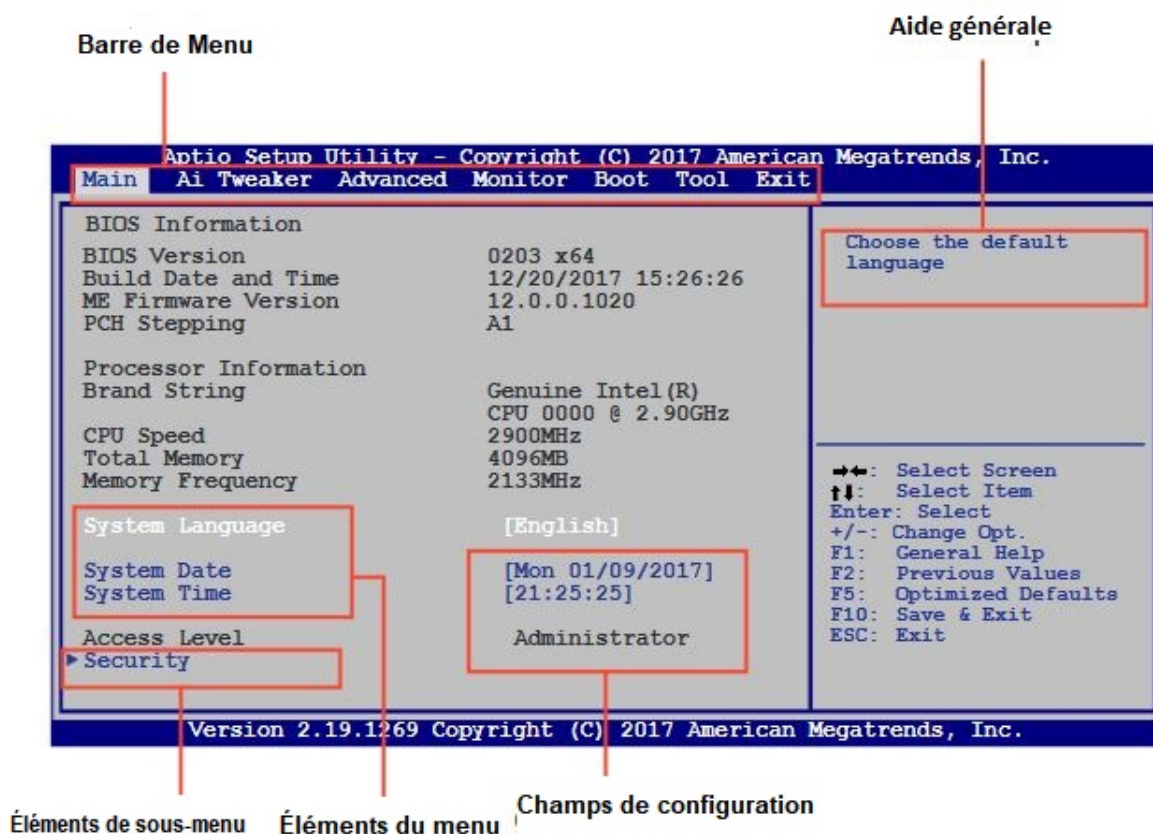 Barre de Menu
Aide générale
Aptio Setup Utility - Copyright (C) 2017 American Megatrends, Inc.
Main Ai Tweaker Advanced Monitor Boot Tool Exit
BIOS Information
BIOS Version 0203 x64
Build Date and Time 12/20/2017 15:26:26
ME Firmware Version 12.0.0.1020
PCH Stepping A1
Processor Information
Brand String Genuine Intel(R)
CPU 0000 @ 2.90GHz
CPU Speed 2900MHz
Total Memory 4096MB
Memory Frequency 2133MHz
System Language [English]
System Date [Mon 01/09/2017]
System Time [21:25:25]
Access Level Administrator
Security
Choose the default
language
→←: Select Screen
↑↓: Select Item
Enter: Select
+/-: Change Opt.
F1: General Help
F2: Previous Values
F5: Optimized Defaults
F10: Save & Exit
ESC: Exit
Version 2.19.1269 Copyright (C) 2017 American Megatrends, Inc.
Éléments de sous-menu
Éléments du menu
Champs de configuration